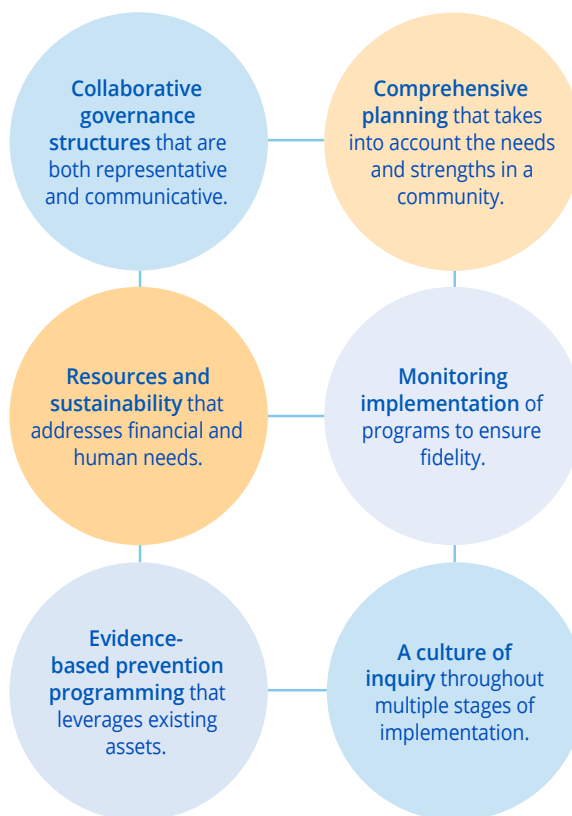 Collaborative
governance
structures that are
both representative
and communicative.
Comprehensive
planning that takes
into account the needs
and strengths in a
community.
Resources and
sustainability that
addresses financial and
human needs.
Monitoring
implementation of
programs to ensure
fidelity.
Evidence-
based prevention
programming that
leverages existing
assets.
A culture of
inquiry throughout
multiple stages of
implementation.